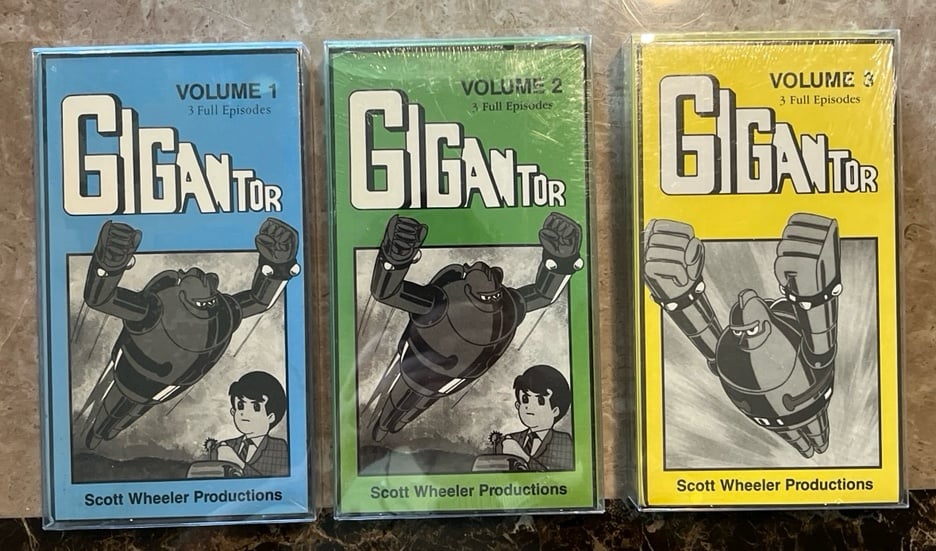 VOLUME 1
3 Full Episodes
GIGANTOR
Scott Wheeler Productions
VOLUME 2
3 Full Episodes
GIGANTOR
Scott Wheeler Productions
VOLUME 3
3 Full Episodes
GIGANTOR
Scott Wheeler Productions